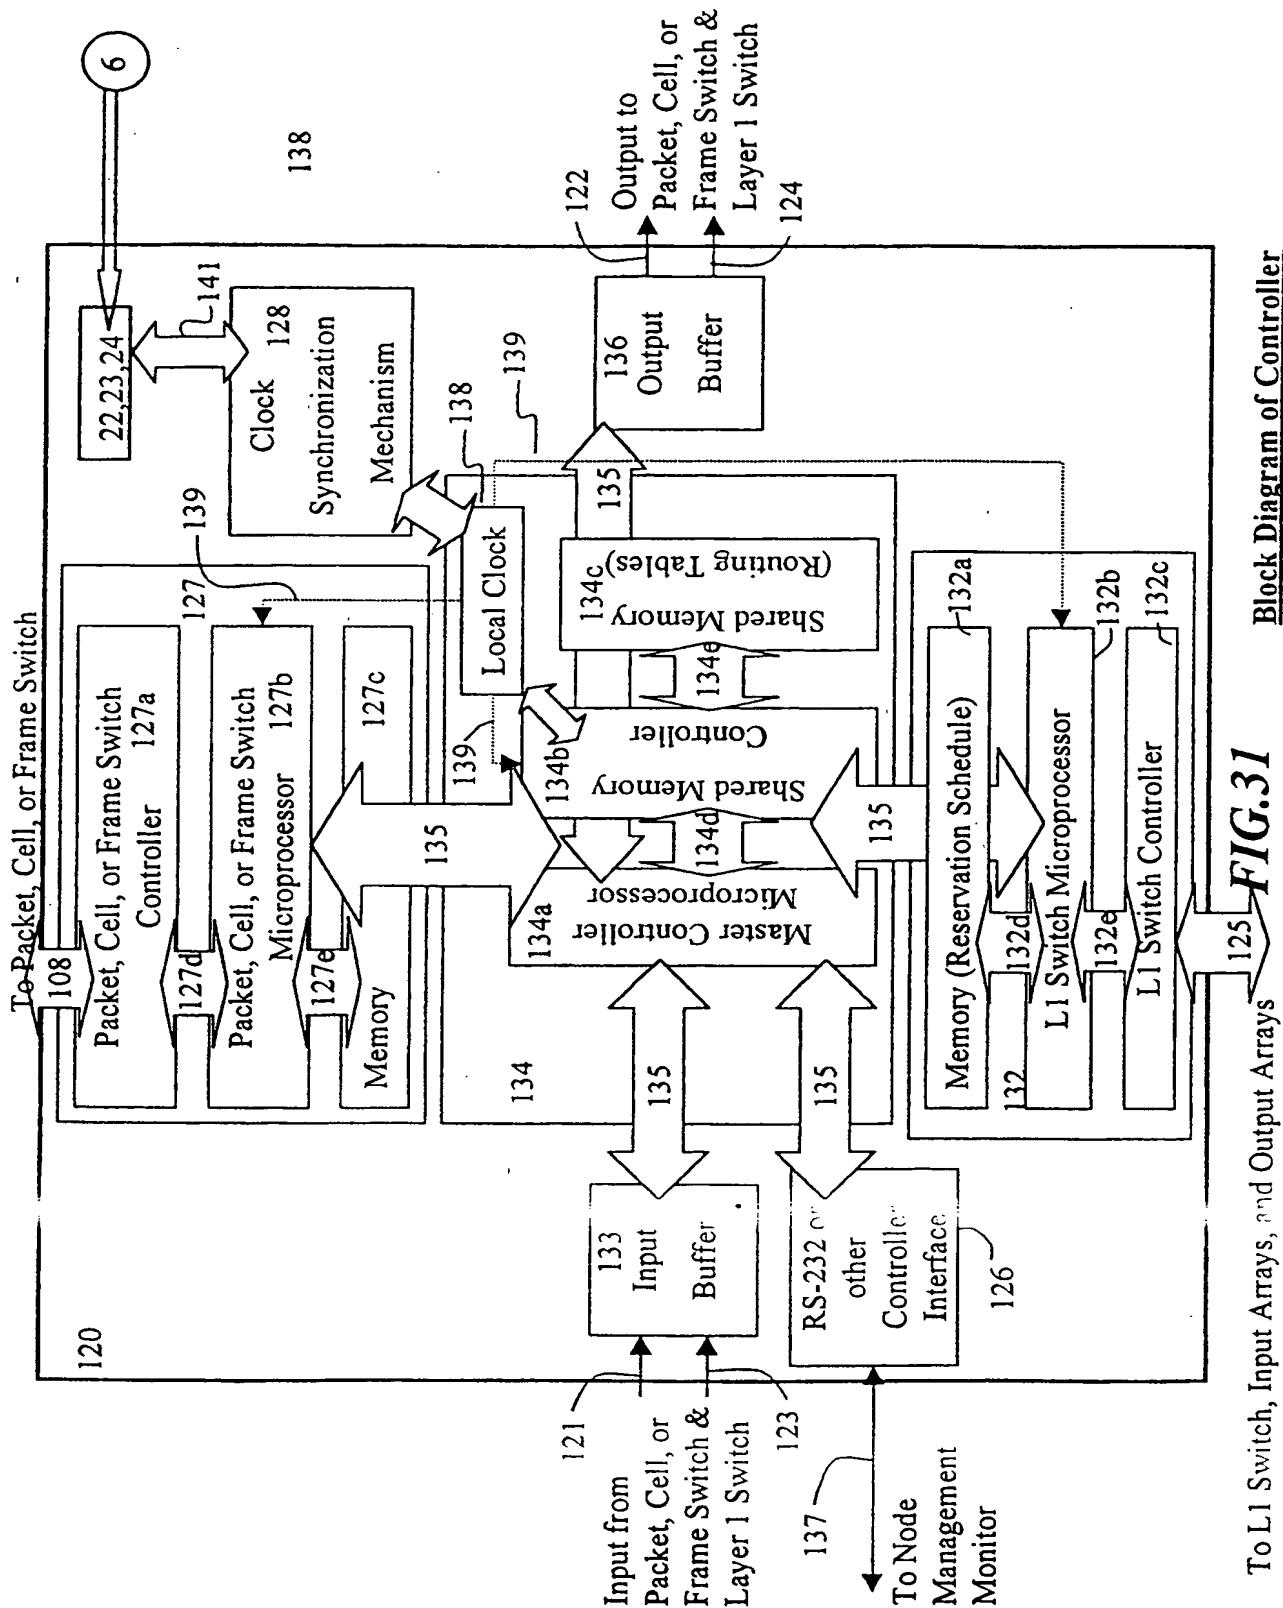 To Packet, Cell, or Frame Switch
6
120
108
Packet, Cell, or Frame Switch
Controller
127a
127d
127
Packet, Cell, or Frame Switch
Microprocessor
127b
127e
Memory
127c
139
22,23,24
141
Clock
128
Synchronization
Mechanism
138
138
Local Clock
139
139
135
134
134a
Master Controller
Microprocessor
134d
134b
Shared Memory
Controller
134e
134c
Shared Memory
(Routing Tables)
135
136
Output
Buffer
122
124
Output to
Packet, Cell, or
Frame Switch &
Layer 1 Switch
Input from
Packet, Cell, or
Frame Switch &
Layer 1 Switch
121
123
133
Input
Buffer
135
137
To Node
Management
Monitor
RS-232 or
other
Controller
Interface
126
135
135
Memory (Reservation Schedule)
132a
132
132d
L1 Switch Microprocessor
132b
132e
L1 Switch Controller
132c
125
To L1 Switch, Input Arrays, and Output Arrays
FIG.31
Block Diagram of Controller